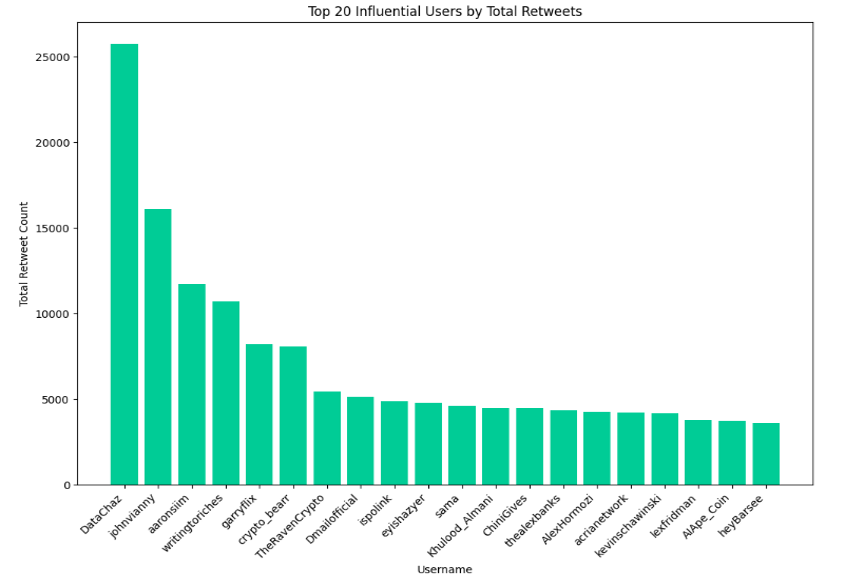 Top 20 Influential Users by Total Retweets
Total Retweet Count
25000
20000
15000
10000
5000
0
DataChaz
johnvianny
aaronsiim
writingtoriches
garryflix
crypto_bearr
TheRavenCrypto
Dmailofficial
ispolink
eyishazyer
sama
Khulood_Almani
ChiniGives
thealexbanks
AlexHormozi
acrianetwork
kevinschawinski
lexfridman
AIApe_Coin
heyBarsee
Username